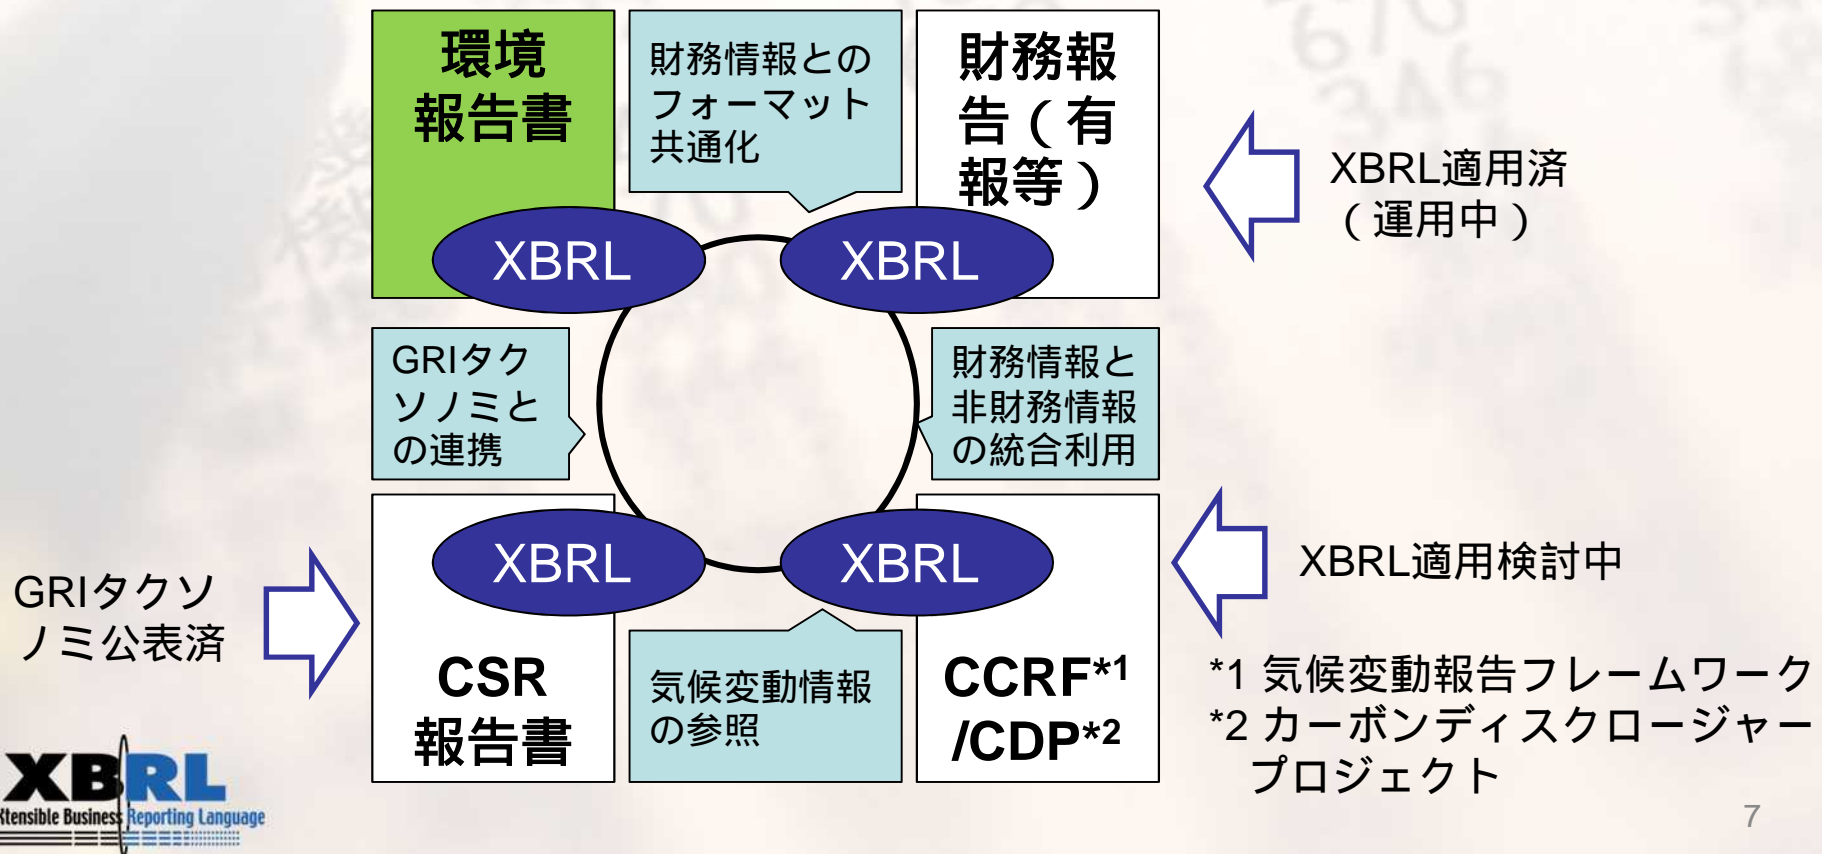 環境
報告書
財務情報との
フォーマット
共通化
財務報
告（有
報等）
XBRL適用済
（運用中）
XBRL
XBRL
GRIタク
ソノミと
の連携
財務情報と
非財務情報
の統合利用
XBRL
XBRL
XBRL適用検討中
GRIタクソ
ノミ公表済
CSR
報告書
気候変動情報
の参照
CCRF*1
/CDP*2
*1 気候変動報告フレームワーク
*2 カーボンディスクロージャー
プロジェクト
XBRL
Xtensible Business Reporting Language
7